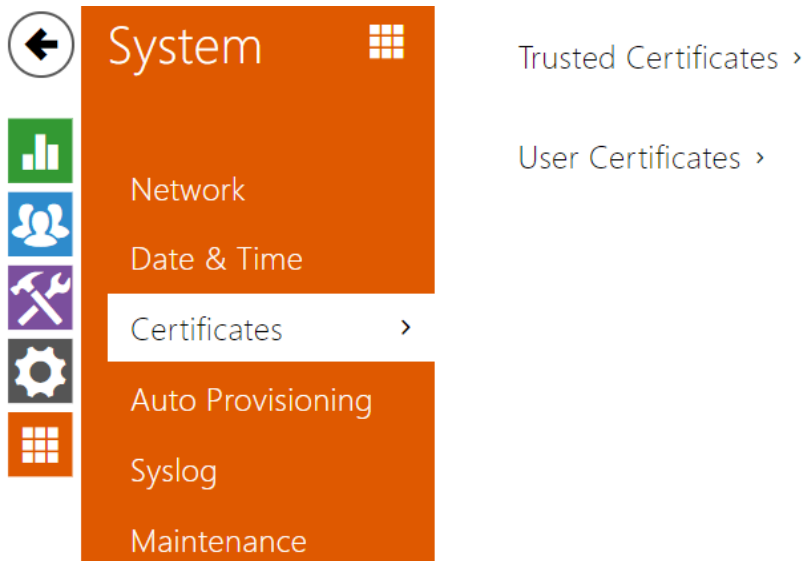 System
Network
Date & Time
Certificates
Auto Provisioning
Syslog
Maintenance
Trusted Certificates
User Certificates